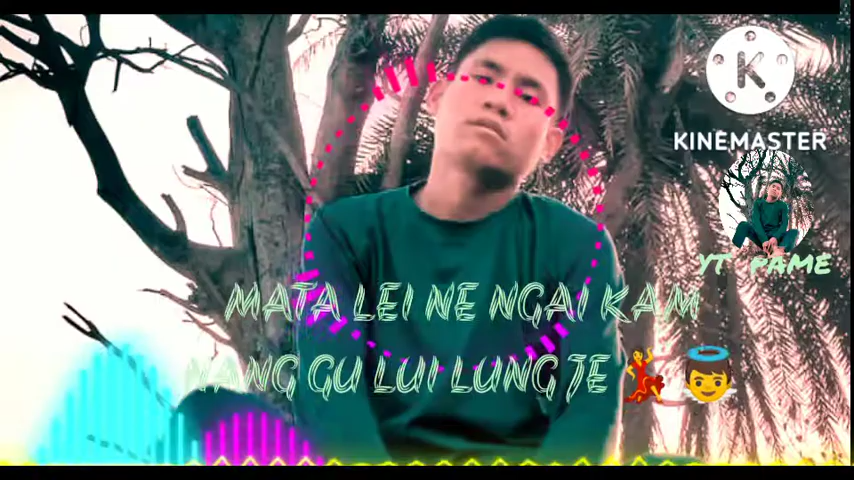 KINEMASTER
YT FAME
MATA LEI NE NGAI KAM
NANG GU LUI LUNG JE